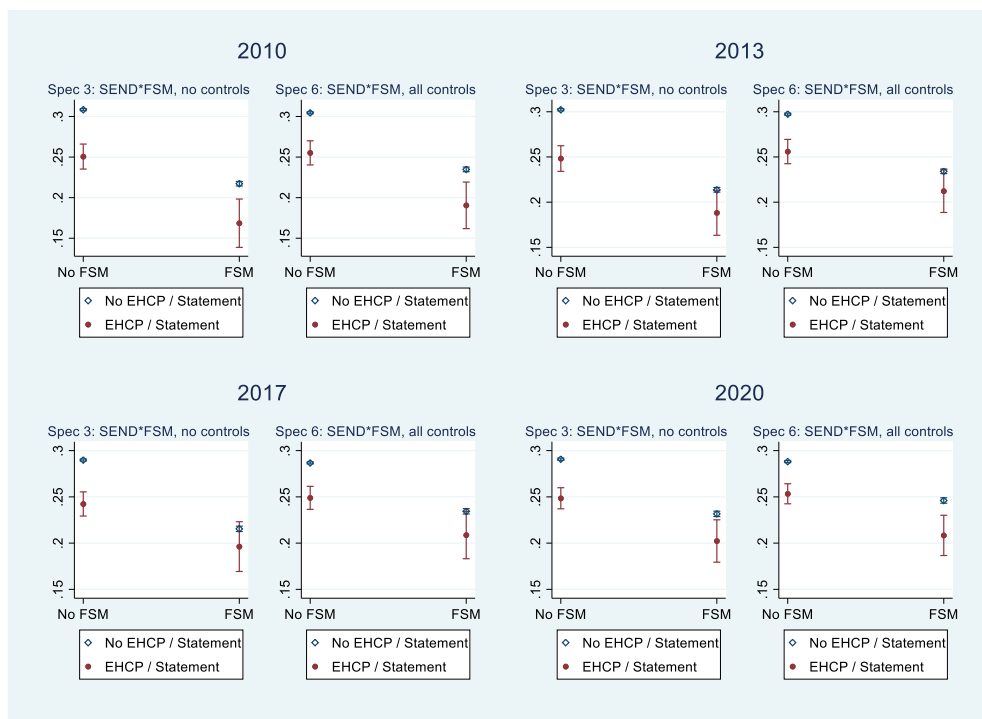 2010
Spec 3: SEND*FSM, no controls
.3
.25
.2
.15
No FSM
FSM
No EHCP / Statement
EHCP / Statement
Spec 6: SEND*FSM, all controls
.3
.25
.2
.15
No FSM
FSM
No EHCP / Statement
EHCP / Statement
2013
Spec 3: SEND*FSM, no controls
.3
.25
.2
.15
No FSM
FSM
No EHCP / Statement
EHCP / Statement
Spec 6: SEND*FSM, all controls
.3
.25
.2
.15
No FSM
FSM
No EHCP / Statement
EHCP / Statement
2017
Spec 3: SEND*FSM, no controls
.3
.25
.2
.15
No FSM
FSM
No EHCP / Statement
EHCP / Statement
Spec 6: SEND*FSM, all controls
.3
.25
.2
.15
No FSM
FSM
No EHCP / Statement
EHCP / Statement
2020
Spec 3: SEND*FSM, no controls
.3
.25
.2
.15
No FSM
FSM
No EHCP / Statement
EHCP / Statement
Spec 6: SEND*FSM, all controls
.3
.25
.2
.15
No FSM
FSM
No EHCP / Statement
EHCP / Statement